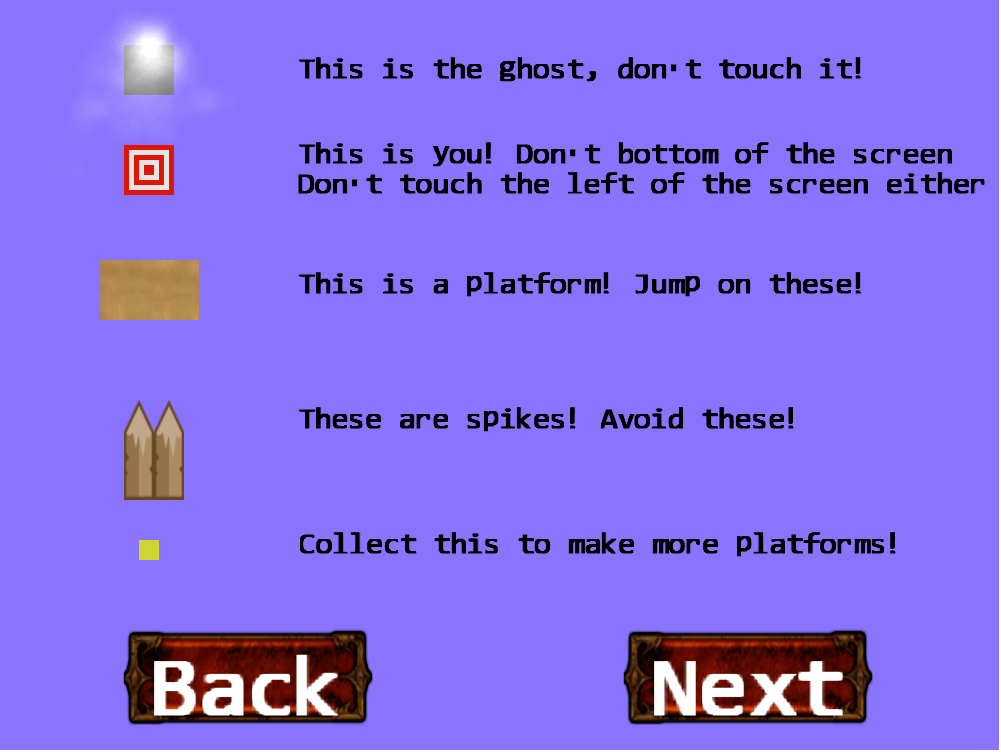 This is the ghost, don't touch it!
This is you! Don't bottom of the screen
Don't touch the left of the screen either
This is a platform! Jump on these!
These are spikes! Avoid these!
Collect this to make more platforms!
Back
Next